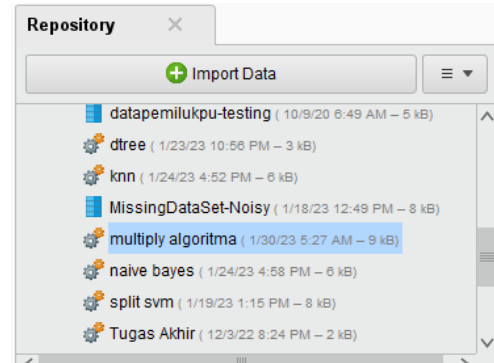 Repository
Import Data
datapemilukpu-testing ( 10/9/20 6:49 AM – 5 kB)
dtree ( 1/23/23 10:56 PM – 3 kB)
knn ( 1/24/23 4:52 PM – 6 kB)
MissingDataSet-Noisy ( 1/18/23 12:49 PM – 8 kB)
multiply algoritma ( 1/30/23 5:27 AM – 9 kB)
naive bayes ( 1/24/23 4:58 PM – 6 kB)
split svm ( 1/19/23 1:15 PM – 8 kB)
Tugas Akhir ( 12/3/22 8:24 PM – 2 kB)